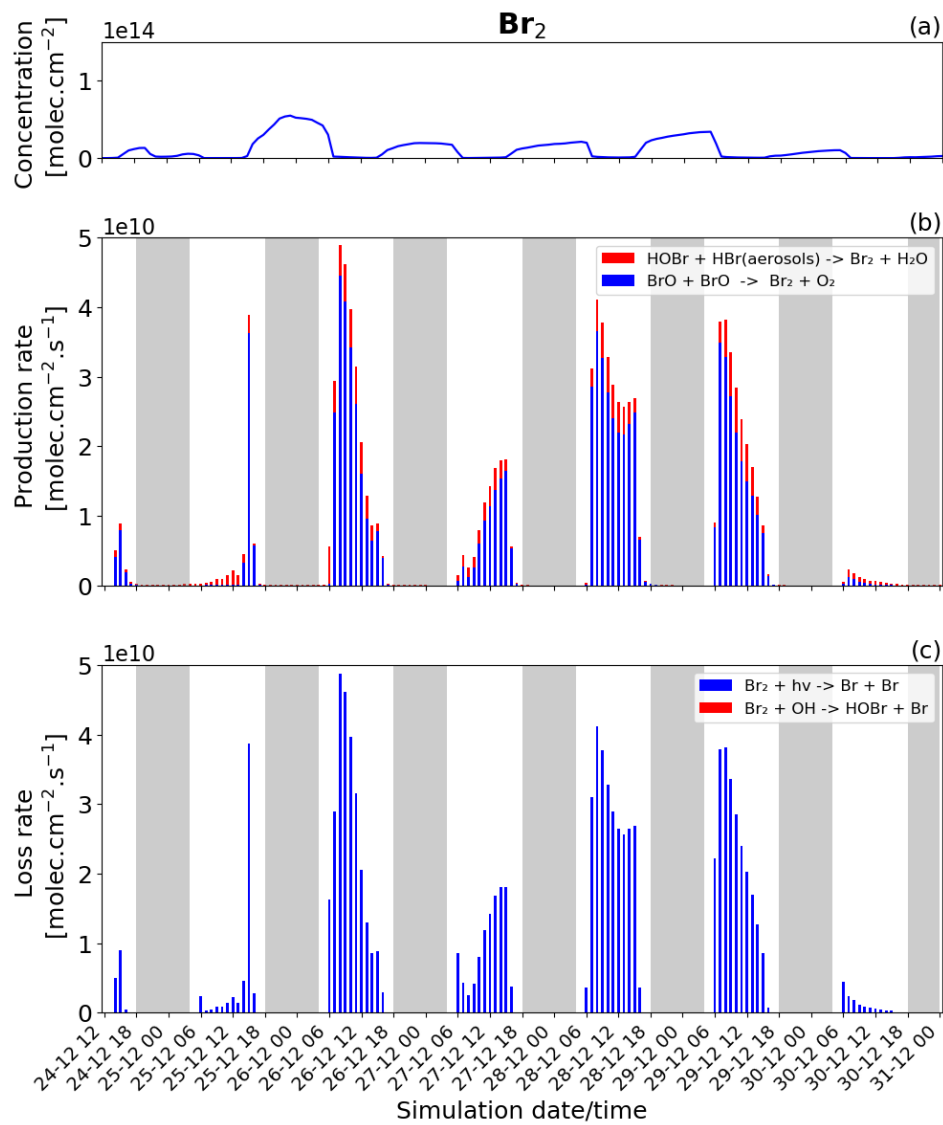 Br₂
(a)
1e14
Concentration
[molec.cm⁻²]
1
0
(b)
1e10
Production rate
[molec.cm⁻².s⁻¹]
5
4
3
2
1
0
HOBr + HBr(aerosols) -> Br₂ + H₂O
BrO + BrO -> Br₂ + O₂
(c)
1e10
Loss rate
[molec.cm⁻².s⁻¹]
5
4
3
2
1
0
Br₂ + hv -> Br + Br
Br₂ + OH -> HOBr + Br
24-12 12
24-12 18
25-12 00
25-12 06
25-12 12
25-12 18
26-12 00
26-12 06
26-12 12
26-12 18
27-12 00
27-12 06
27-12 12
27-12 18
28-12 00
28-12 06
28-12 12
28-12 18
29-12 00
29-12 06
29-12 12
29-12 18
30-12 00
30-12 06
30-12 12
30-12 18
31-12 00
Simulation date/time